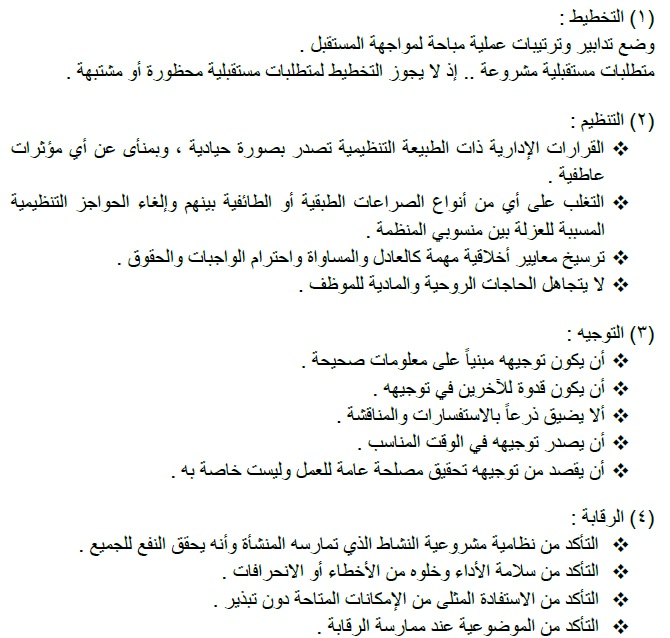 (١) التخطيط :
وضع تدابير وترتيبات عملية مباحة لمواجهة المستقبل .
متطلبات مستقبلية مشروعة .. إذ لا يجوز التخطيط لمتطلبات مستقبلية محظورة أو مشتبهة .
(٢) التنظيم :
❖ القرارات الإدارية ذات الطبيعة التنظيمية تصدر بصورة حيادية ، وبمنأى عن أي مؤثرات
عاطفية .
❖ التغلب على أي من أنواع الصراعات الطبقية أو الطائفية بينهم وإلغاء الحواجز التنظيمية
المسببة للعزلة بين منسوبي المنظمة .
❖ ترسيخ معايير أخلاقية مهمة كالعادل والمساواة واحترام الواجبات والحقوق .
❖ لا يتجاهل الحاجات الروحية والمادية للموظف .
(٣) التوجيه :
❖ أن يكون توجيهه مبنياً على معلومات صحيحة .
❖ أن يكون قدوة للآخرين في توجيهه .
❖ ألا يضيق ذرعاً بالاستفسارات والمناقشة .
❖ أن يصدر توجيهه في الوقت المناسب .
❖ أن يقصد من توجيهه تحقيق مصلحة عامة للعمل وليست خاصة به .
(٤) الرقابة :
❖ التأكد من نظامية مشروعية النشاط الذي تمارسه المنشأة وأنه يحقق النفع للجميع .
❖ التأكد من سلامة الأداء وخلوه من الأخطاء أو الانحرافات .
❖ التأكد من الاستفادة المثلى من الإمكانات المتاحة دون تبذير .
❖ التأكد من الموضوعية عند ممارسة الرقابة .